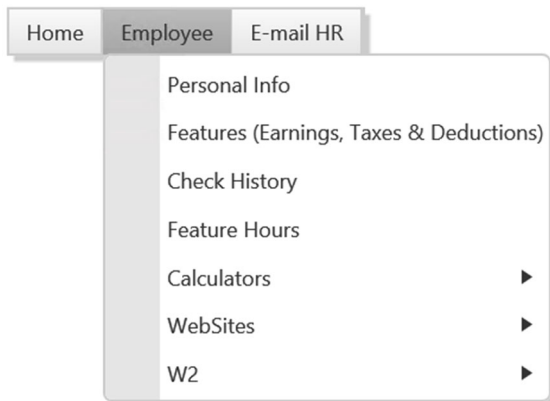 Home Employee E-mail HR
Personal Info
Features (Earnings, Taxes & Deductions)
Check History
Feature Hours
Calculators
WebSites
W2